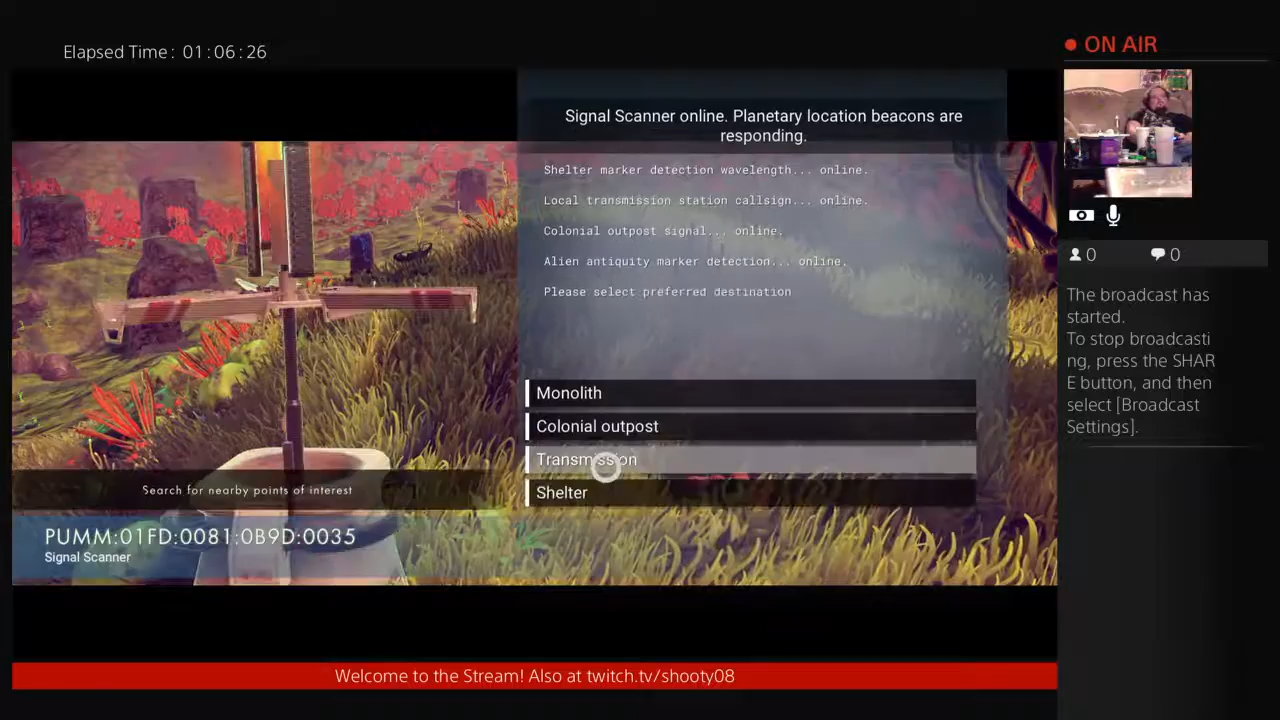 Elapsed Time: 01:06:26
ON AIR
Signal Scanner online. Planetary location beacons are
responding.
Shelter marker detection wavelength... online.
Local transmission station callsign... online.
Colonial outpost signal... online.
Alien antiquity marker detection... online.
Please select preferred destination
Monolith
Colonial outpost
Transmission
Shelter
Search for nearby points of interest
PUMM:01FD:0081:0B9D:0035
Signal Scanner
0
0
The broadcast has
started.
To stop broadcasti
ng, press the SHAR
E button, and then
select [Broadcast
Settings].
Welcome to the Stream! Also at twitch.tv/shooty08